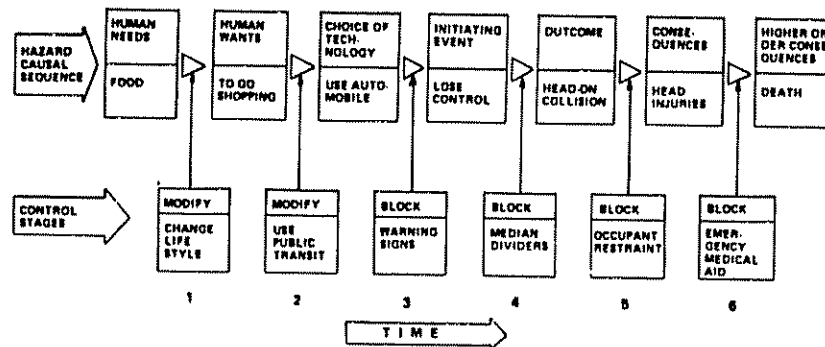 HAZARD
CAUSAL
SEQUENCE
HUMAN
NEEDS
FOOD
HUMAN
WANTS
TO GO
SHOPPING
CHOICE OF
TECH-
NOLOGY
USE AUTO-
MOBILE
INITIATING
EVENT
LOSE
CONTROL
OUTCOME
HEAD-ON
COLLISION
CONSE-
QUENCES
HEAD
INJURIES
HIGHER OR
DER CONSE
QUENCES
DEATH
CONTROL
STAGES
MODIFY
CHANGE
LIFE
STYLE
1
MODIFY
USE
PUBLIC
TRANSIT
2
BLOCK
WARNING
SIGNS
3
BLOCK
MEDIAN
DIVIDERS
4
BLOCK
OCCUPANT
RESTRAINT
5
BLOCK
EMER-
GENCY
MEDICAL
AID
6
TIME